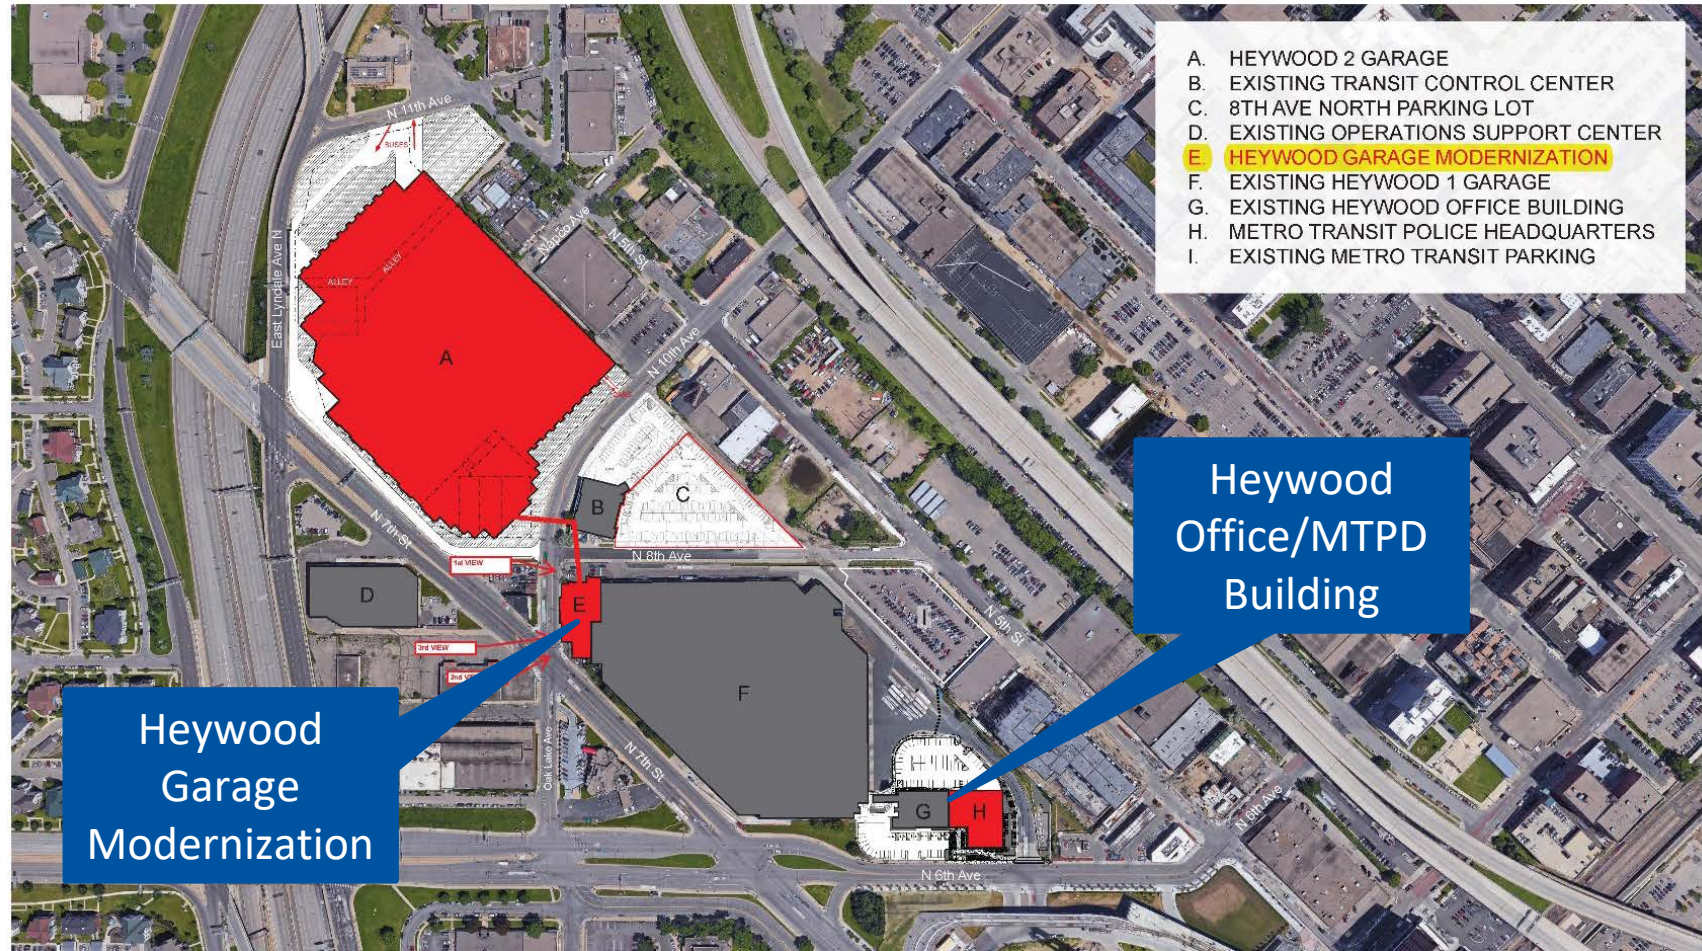 A. HEYWOOD 2 GARAGE
B. EXISTING TRANSIT CONTROL CENTER
C. 8TH AVE NORTH PARKING LOT
D. EXISTING OPERATIONS SUPPORT CENTER
E. HEYWOOD GARAGE MODERNIZATION
F. EXISTING HEYWOOD 1 GARAGE
G. EXISTING HEYWOOD OFFICE BUILDING
H. METRO TRANSIT POLICE HEADQUARTERS
I. EXISTING METRO TRANSIT PARKING
N 11th Ave
BUSES
Napco Ave
N 5th St
ALLEY
ALLEY
East Lyndale Ave N
A
N 10th Ave
B
C
N 7th St
N 8th Ave
1st VIEW
D
E
I
N 5th St
3rd VIEW
2nd
F
Oak Lake Ave
N 7th St
G
H
N 6th Ave
N 6th Ave
Heywood
Office/MTPD
Building
Heywood
Garage
Modernization